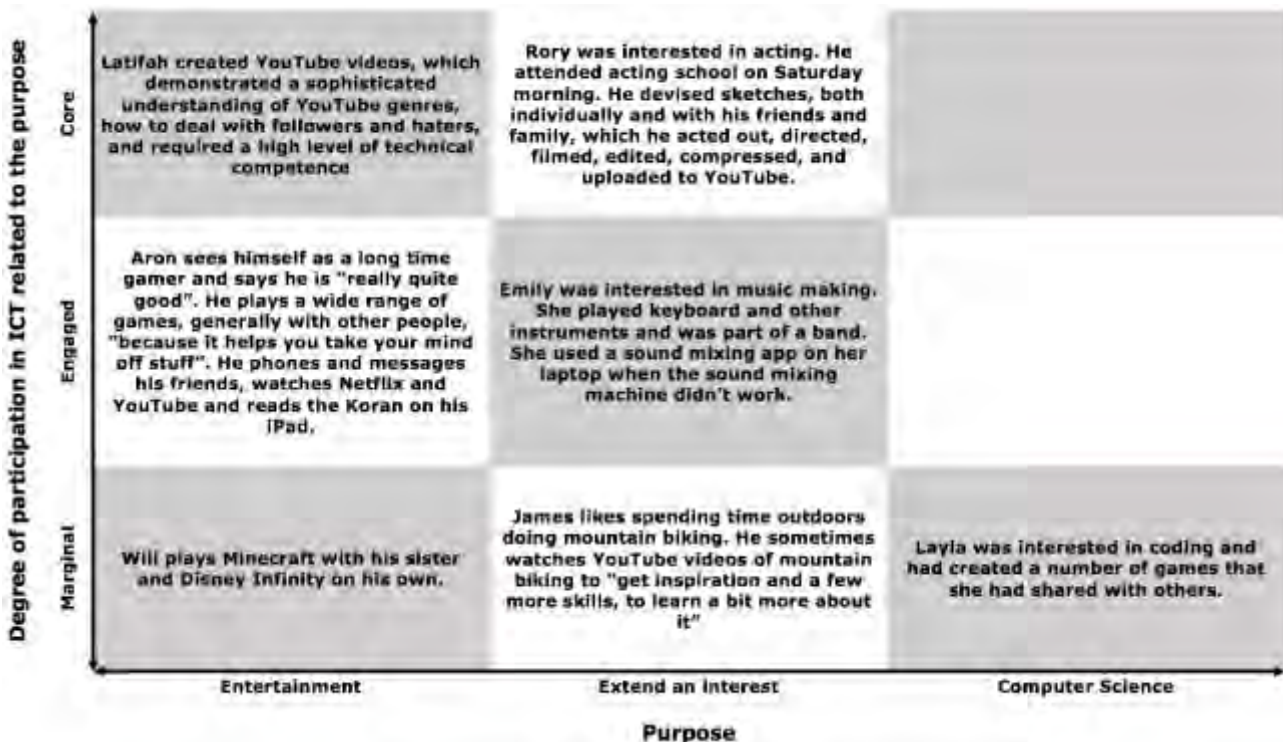 Degree of participation in ICT related to the purpose
Core
Latifah created YouTube videos, which
demonstrated a sophisticated
understanding of YouTube genres,
how to deal with followers and haters,
and required a high level of technical
competence
Rory was interested in acting. He
attended acting school on Saturday
morning. He devised sketches, both
individually and with his friends and
family, which he acted out, directed,
filmed, edited, compressed, and
uploaded to YouTube.
Engaged
Aron sees himself as a long time
gamer and says he is "really quite
good". He plays a wide range of
games, generally with other people,
"because it helps you take your mind
off stuff". He phones and messages
his friends, watches Netflix and
YouTube and reads the Koran on his
iPad.
Emily was interested in music making.
She played keyboard and other
instruments and was part of a band.
She used a sound mixing app on her
laptop when the sound mixing
machine didn't work.
Marginal
Will plays Minecraft with his sister
and Disney Infinity on his own.
James likes spending time outdoors
doing mountain biking. He sometimes
watches YouTube videos of mountain
biking to "get inspiration and a few
more skills, to learn a bit more about
it"
Layla was interested in coding and
had created a number of games that
she had shared with others.
Entertainment
Extend an interest
Computer Science
Purpose